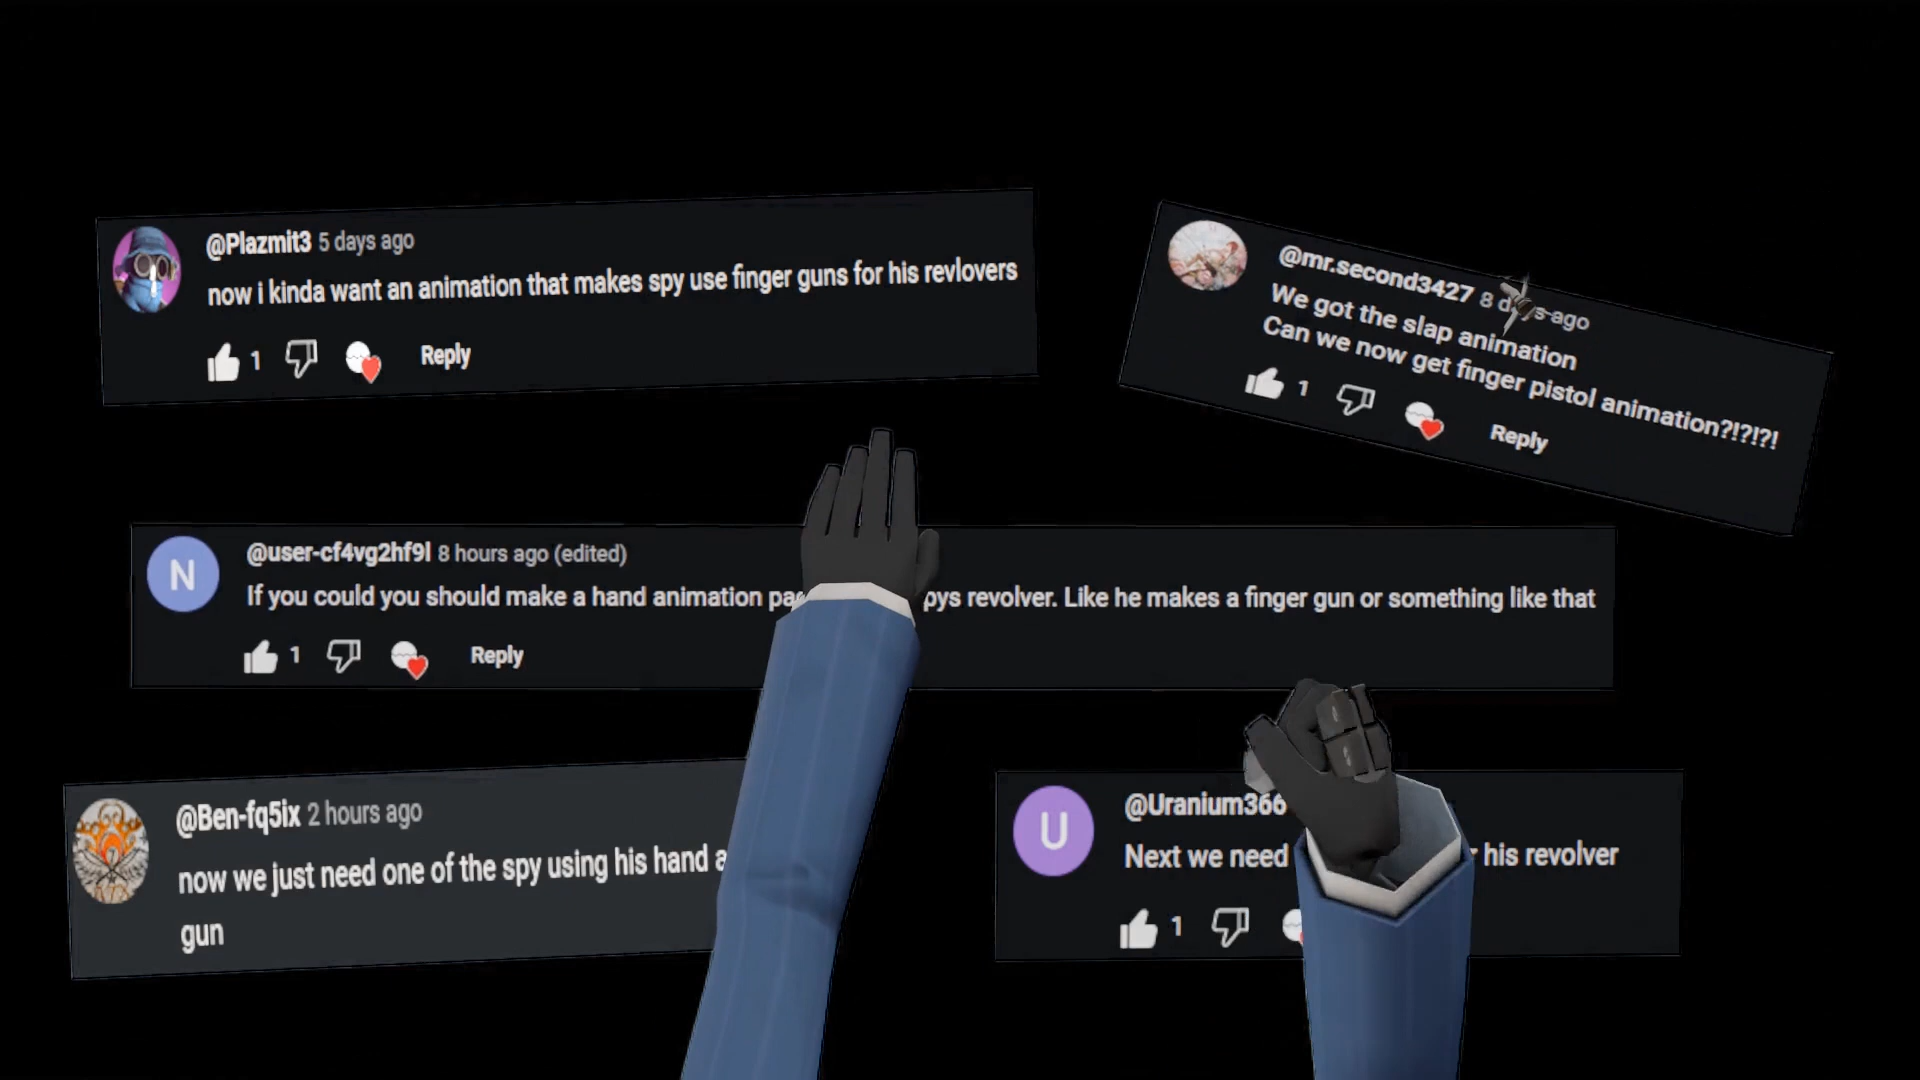 @Plazmit3 5 days ago
now i kinda want an animation that makes spy use finger guns for his revlovers
1 Reply
@mr.second3427 8 days ago
We got the slap animation
Can we now get finger pistol animation?!?!?!
1 Reply
N
@user-cf4vg2hf9l 8 hours ago (edited)
If you could you should make a hand animation pa pys revolver. Like he makes a finger gun or something like that
1 Reply
@Ben-fq5ix 2 hours ago
now we just need one of the spy using his hand a
gun
U
@Uranium366
Next we need his revolver
1